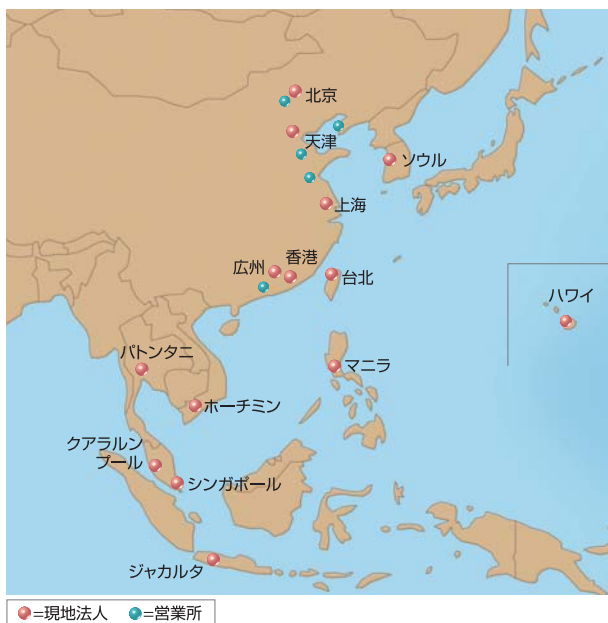 北京
天津
ソウル
上海
香港
広州
台北
ハワイ
パトンタニ
マニラ
ホーチミン
クアラルン
プール
シンガポール
ジャカルタ
=現地法人 =営業所